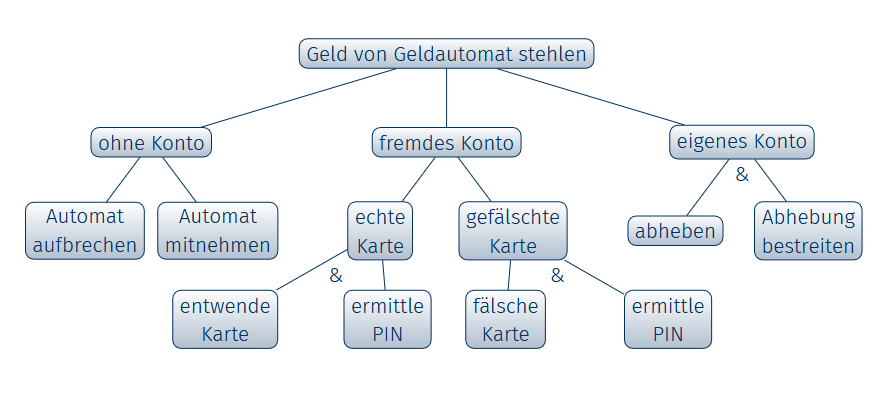 Geld von Geldautomat stehlen
ohne Konto
fremdes Konto
eigenes Konto
&
Automat
aufbrechen
Automat
mitnehmen
echte
Karte
gefälschte
Karte
abheben
Abhebung
bestreiten
&
&
entwende
Karte
ermittle
PIN
fälsche
Karte
ermittle
PIN